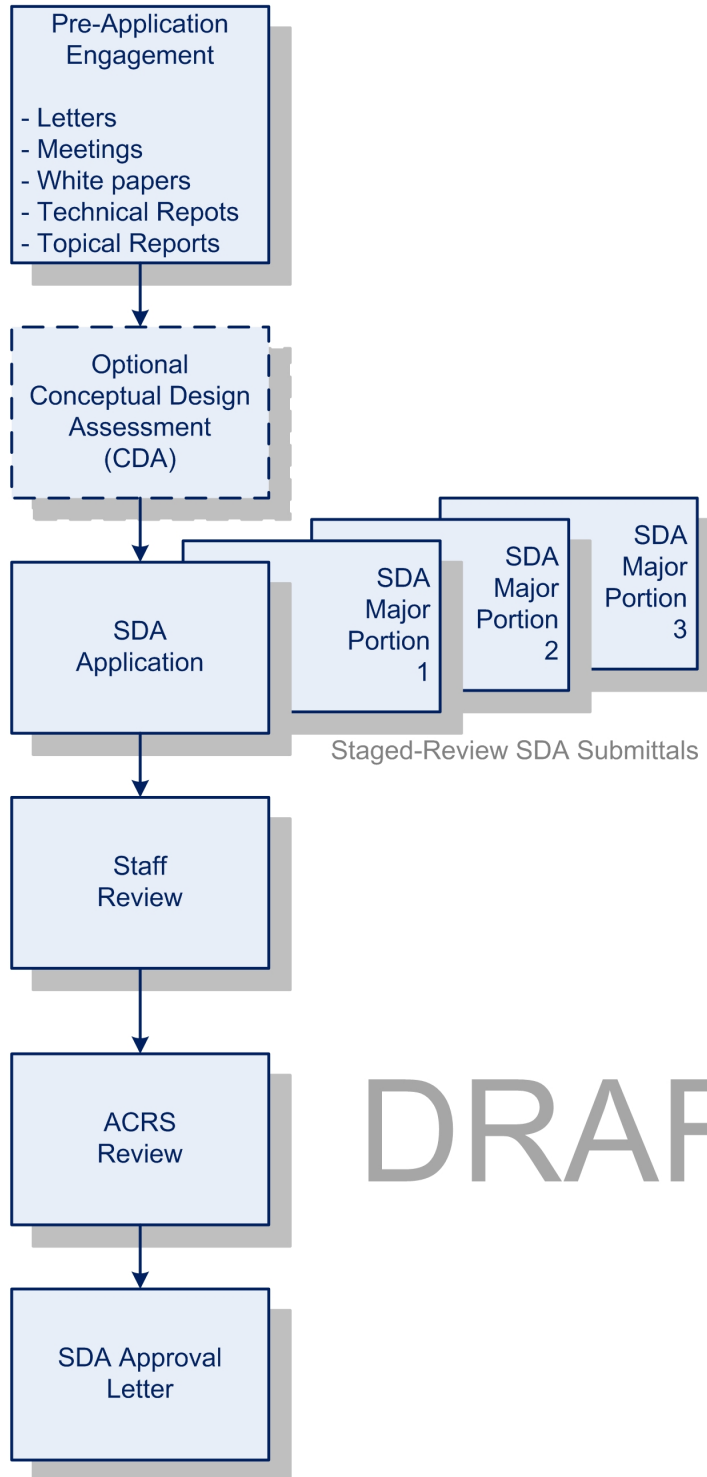 Pre-Application
Engagement
- Letters
- Meetings
- White papers
- Technical Repots
- Topical Reports
Optional
Conceptual Design
Assessment
(CDA)
SDA
Application
SDA
Major
Portion
1
SDA
Major
Portion
2
SDA
Major
Portion
3
Staged-Review SDA Submittals
Staff
Review
ACRS
Review
DRAF
SDA Approval
Letter